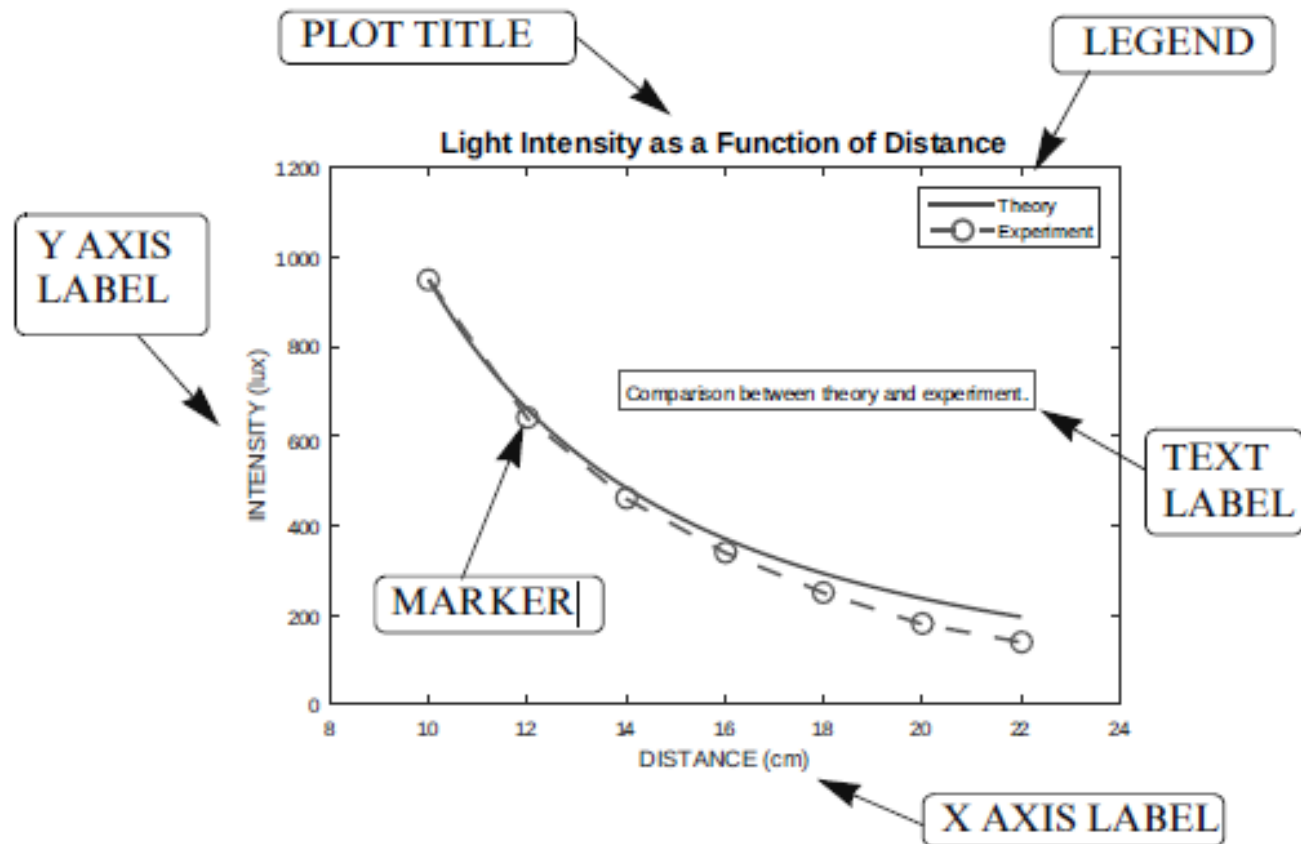 PLOT TITLE
LEGEND
Light Intensity as a Function of Distance
1200
Theory
Experiment
Y AXIS
LABEL
1000
800
Comparison between theory and experiment.
INTENSITY (lux)
600
TEXT
LABEL
400
MARKER
200
0
8 10 12 14 16 18 20 22 24
DISTANCE (cm)
X AXIS LABEL